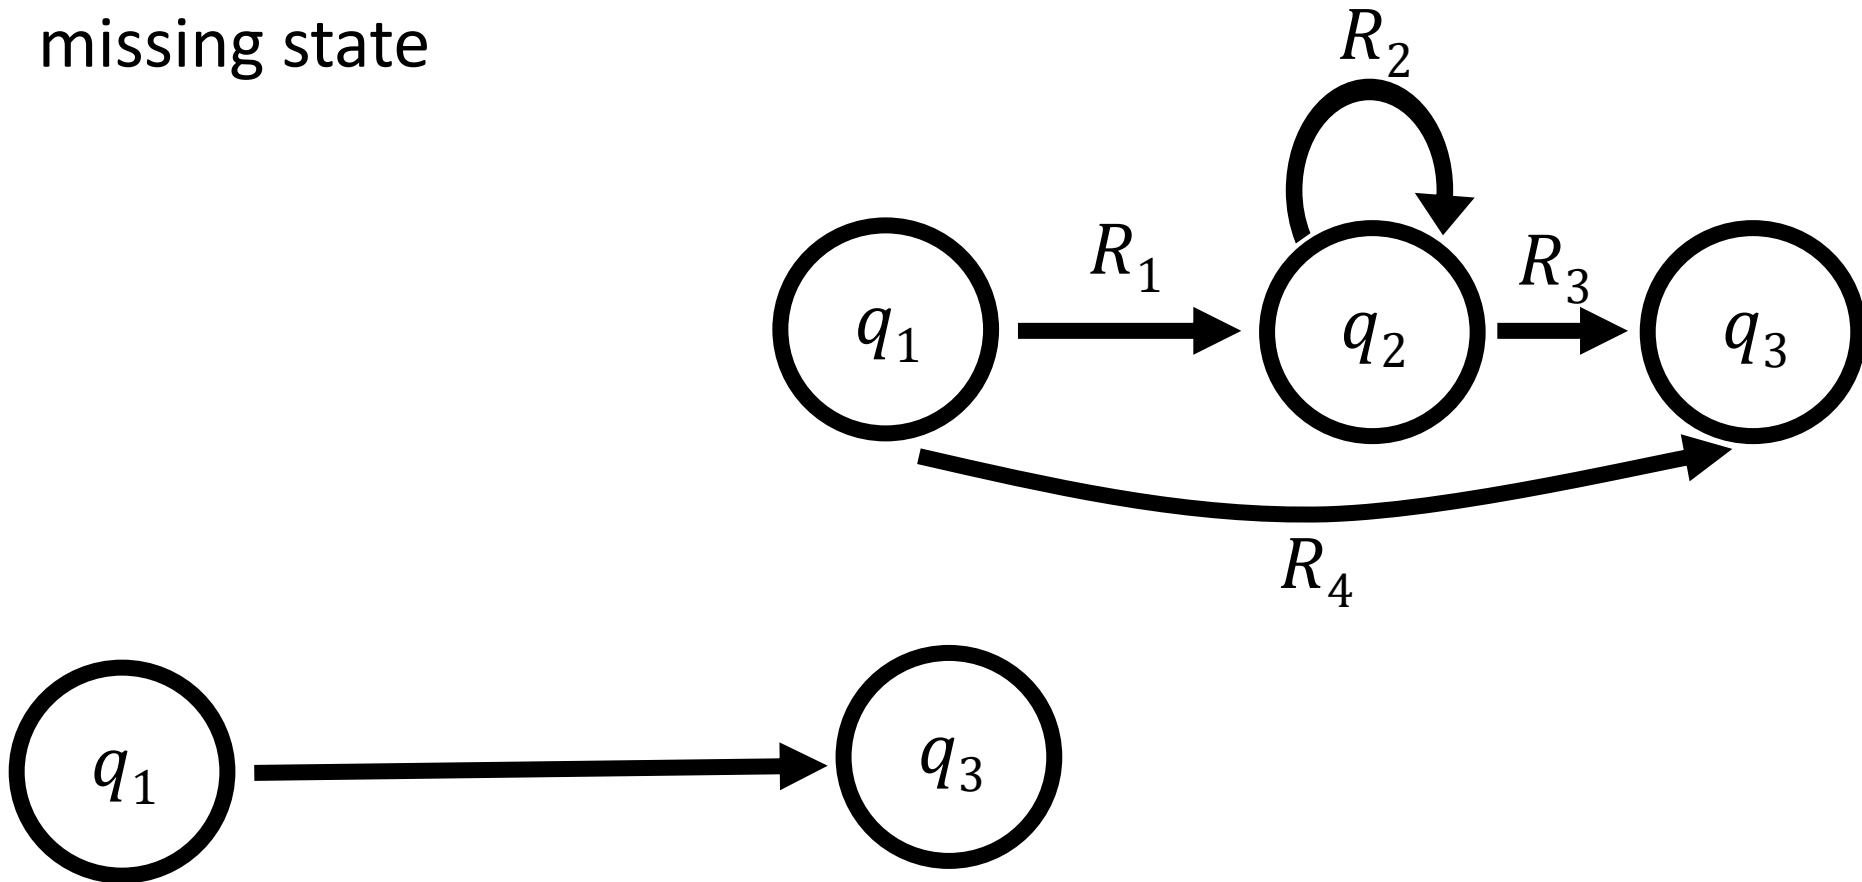 missing state
R₂
R₁
R₃
q₁
q₂
q₃
R₄
q₁
q₃